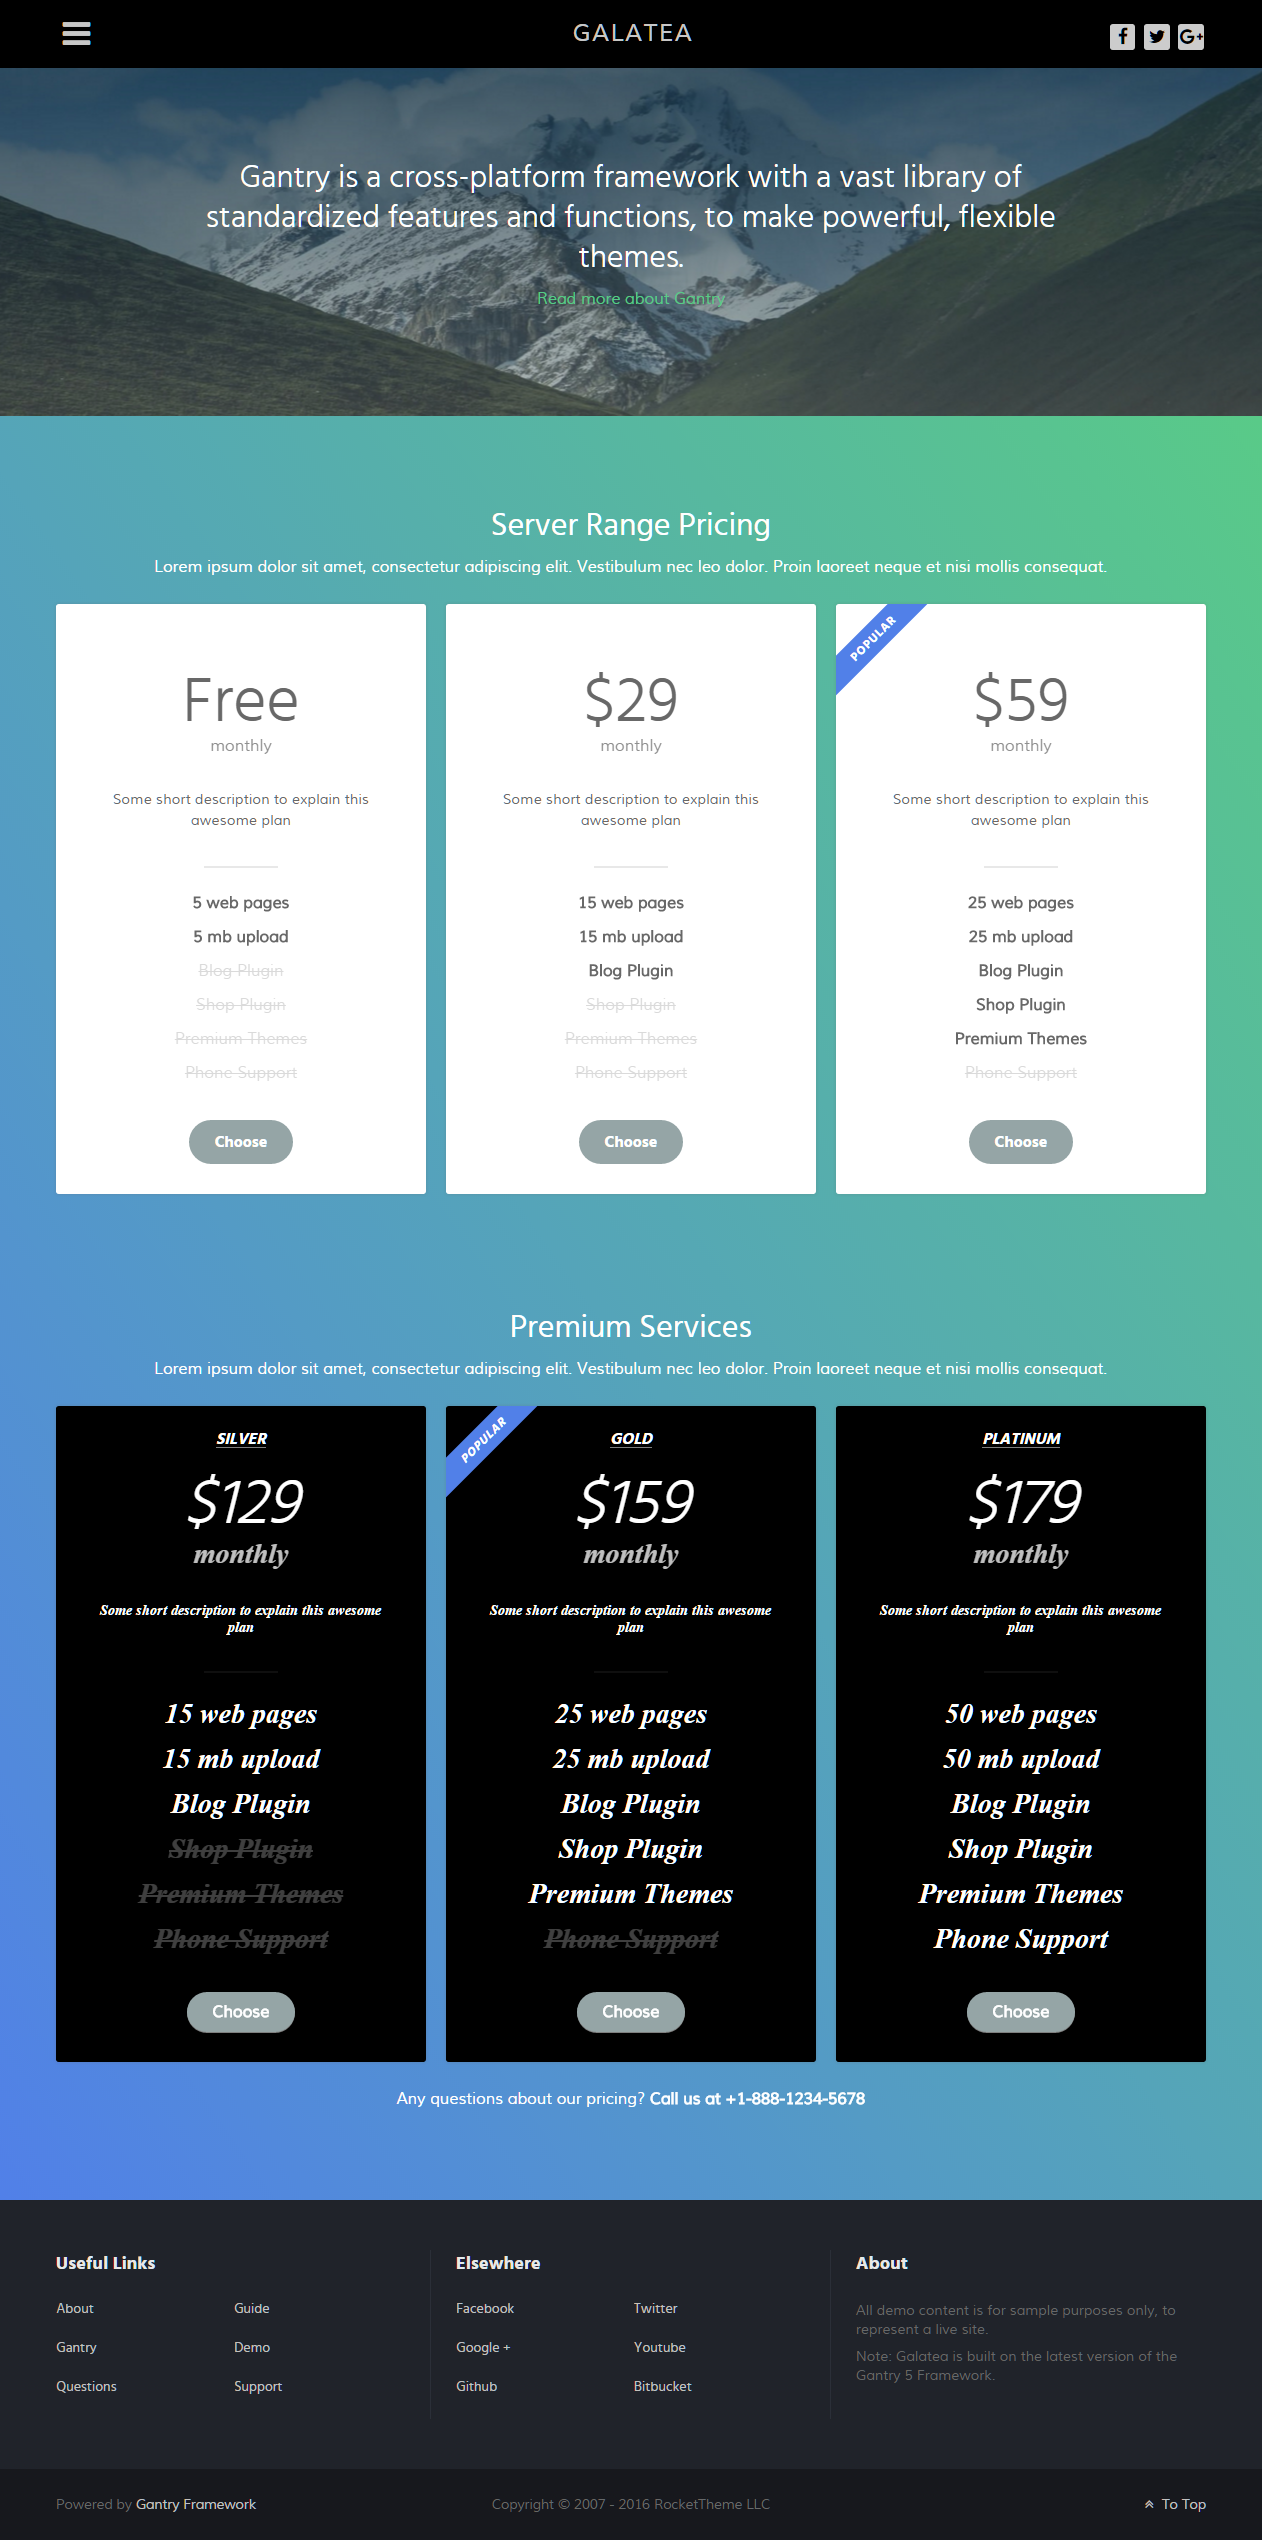 GALATEA
Gantry is a cross-platform framework with a vast library of
standardized features and functions, to make powerful, flexible
themes.
Read more about Gantry
Server Range Pricing
Lorem ipsum dolor sit amet, consectetur adipiscing elit. Vestibulum nec leo dolor. Proin laoreet neque et nisi mollis consequat.
Free
monthly
Some short description to explain this
awesome plan
5 web pages
5 mb upload
Blog Plugin
Shop Plugin
Premium Themes
Phone Support
Choose
$29
monthly
Some short description to explain this
awesome plan
15 web pages
15 mb upload
Blog Plugin
Shop Plugin
Premium Themes
Phone Support
Choose
POPULAR
$59
monthly
Some short description to explain this
awesome plan
25 web pages
25 mb upload
Blog Plugin
Shop Plugin
Premium Themes
Phone Support
Choose
Premium Services
Lorem ipsum dolor sit amet, consectetur adipiscing elit. Vestibulum nec leo dolor. Proin laoreet neque et nisi mollis consequat.
SILVER
$129
monthly
Some short description to explain this awesome
plan
15 web pages
15 mb upload
Blog Plugin
Shop Plugin
Premium Themes
Phone Support
Choose
POPULAR
GOLD
$159
monthly
Some short description to explain this awesome
plan
25 web pages
25 mb upload
Blog Plugin
Shop Plugin
Premium Themes
Phone Support
Choose
PLATINUM
$179
monthly
Some short description to explain this awesome
plan
50 web pages
50 mb upload
Blog Plugin
Shop Plugin
Premium Themes
Phone Support
Choose
Any questions about our pricing? Call us at +1-888-1234-5678
Useful Links
About
Guide
Gantry
Demo
Questions
Support
Elsewhere
Facebook
Twitter
Google +
Youtube
Github
Bitbucket
About
All demo content is for sample purposes only, to
represent a live site.
Note: Galatea is built on the latest version of the
Gantry 5 Framework.
Powered by Gantry Framework
Copyright © 2007 - 2016 RocketTheme LLC
To Top